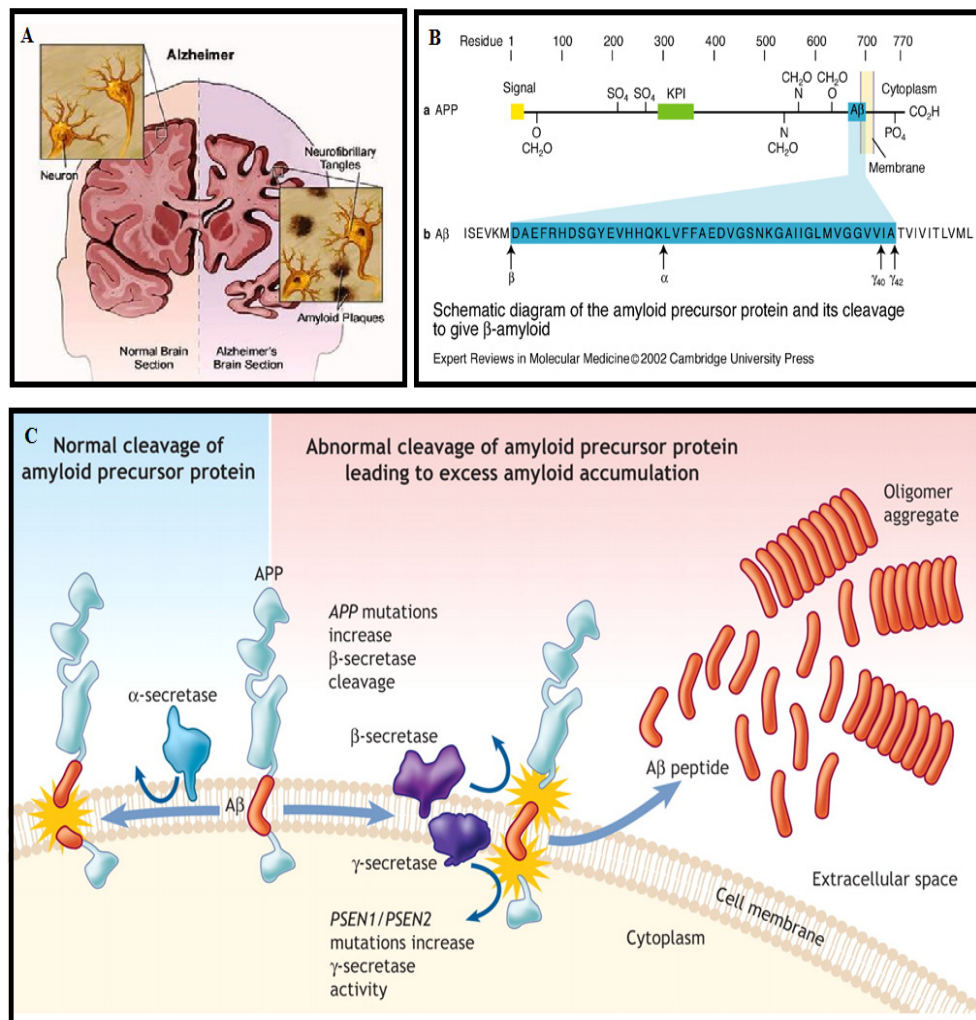 A
Alzheimer
Neuron
Neurofibrillary
Tangles
Amyloid Plaques
Normal Brain
Section
Alzheimer's
Brain Section
B
Residue 1 100 200 300 400 500 600 700 770
Signal
SO4 SO4 KPI
CH2O
N
CH2O
O
Cytoplasm
a APP
Aβ
CO2H
O
CH2O
N
CH2O
PO4
Membrane
b Aβ ISEVKMDAEFRHDSGYEVHHQKLVFFAEDVGSNKGAIIGLMVGGVVIATVIVITLVML
β α γ40 γ42
Schematic diagram of the amyloid precursor protein and its cleavage
to give β-amyloid
Expert Reviews in Molecular Medicine©2002 Cambridge University Press
C
Normal cleavage of
amyloid precursor protein
Abnormal cleavage of amyloid precursor protein
leading to excess amyloid accumulation
Oligomer
aggregate
APP
APP mutations
increase
β-secretase
cleavage
α-secretase
β-secretase
Aβ peptide
Aβ
γ-secretase
Extracellular space
Cell membrane
PSEN1/PSEN2
mutations increase
γ-secretase
activity
Cytoplasm